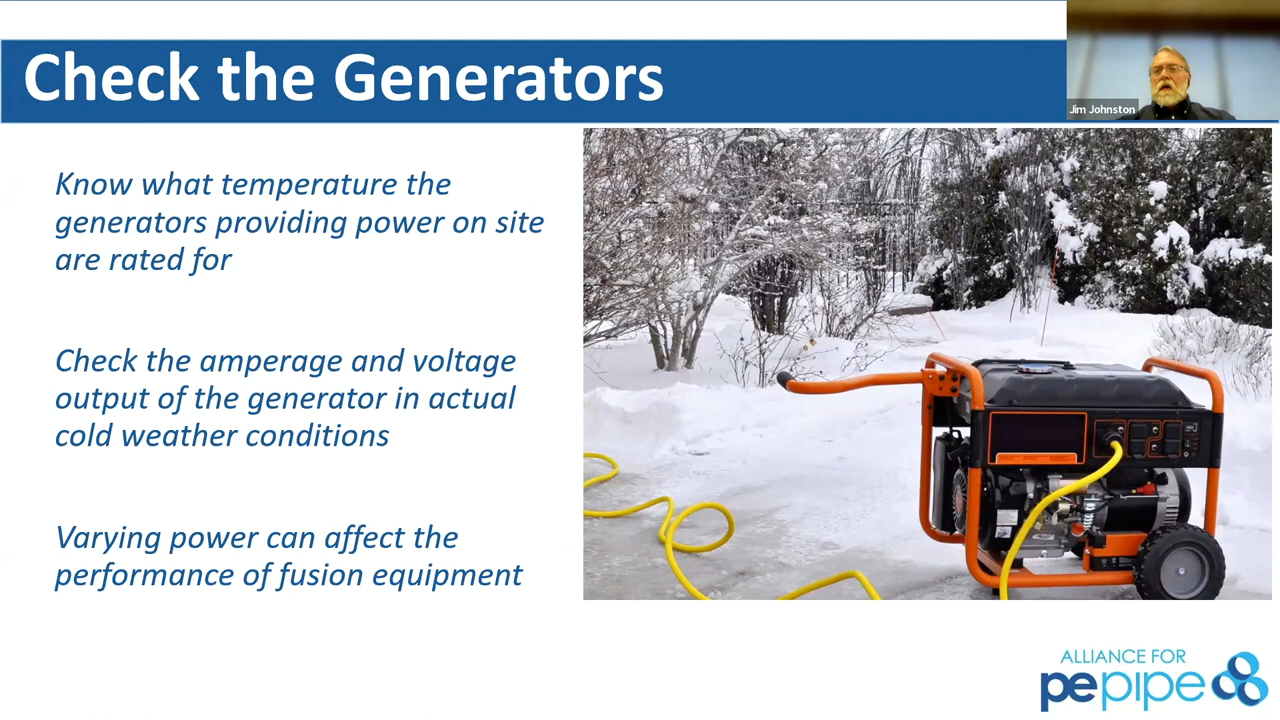 Check the Generators
Jim Johnston
Know what temperature the
generators providing power on site
are rated for
Check the amperage and voltage
output of the generator in actual
cold weather conditions
Varying power can affect the
performance of fusion equipment
ALLIANCE FOR
pepipe